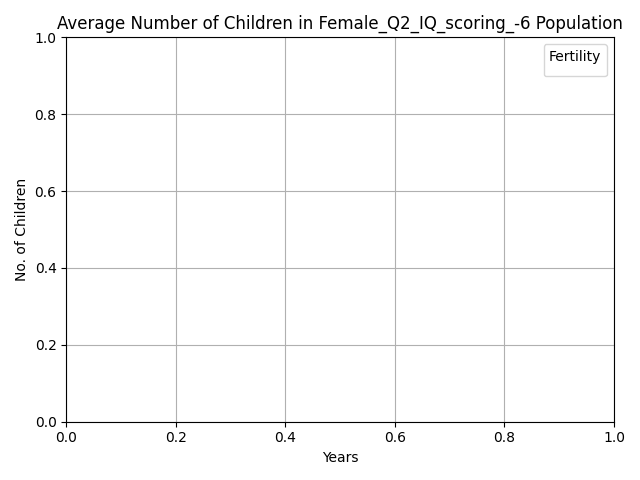 Average Number of Children in Female_Q2_IQ_scoring_-6 Population
Fertility
1.0
0.8
0.6
0.4
0.2
0.0
No. of Children
0.0 0.2 0.4 0.6 0.8 1.0
Years